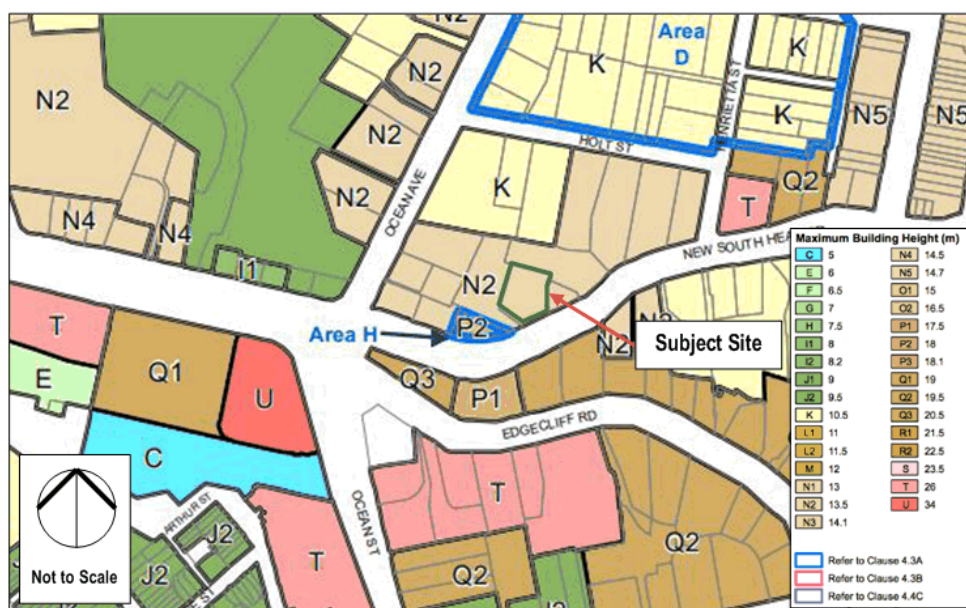 N2
Area
D
K
K
N2
N2
N2
K
N5
N5
HENRIETTA ST
HOLT ST
OCEAN AVE
K
Q2
T
N4
N4
I1
NEW SOUTH HEA
N2
Area H
P2
Subject Site
N2
T
Q1
U
E
Q3
P1
EDGECLIFF RD
C
T
OCEAN ST
ARTHUR ST
J2
J2
T
Q2
Q2
Not to Scale
Maximum Building Height (m)
C 5
E 6
F 6.5
G 7
H 7.5
I1 8
I2 8.2
J1 9
J2 9.5
K 10.5
L1 11
L2 11.5
M 12
N1 13
N2 13.5
N3 14.1
N4 14.5
N5 14.7
O1 15
O2 16.5
P1 17.5
P2 18
P3 18.1
Q1 19
Q2 19.5
Q3 20.5
R1 21.5
R2 22.5
S 23.5
T 26
U 34
Refer to Clause 4.3A
Refer to Clause 4.3B
Refer to Clause 4.4C